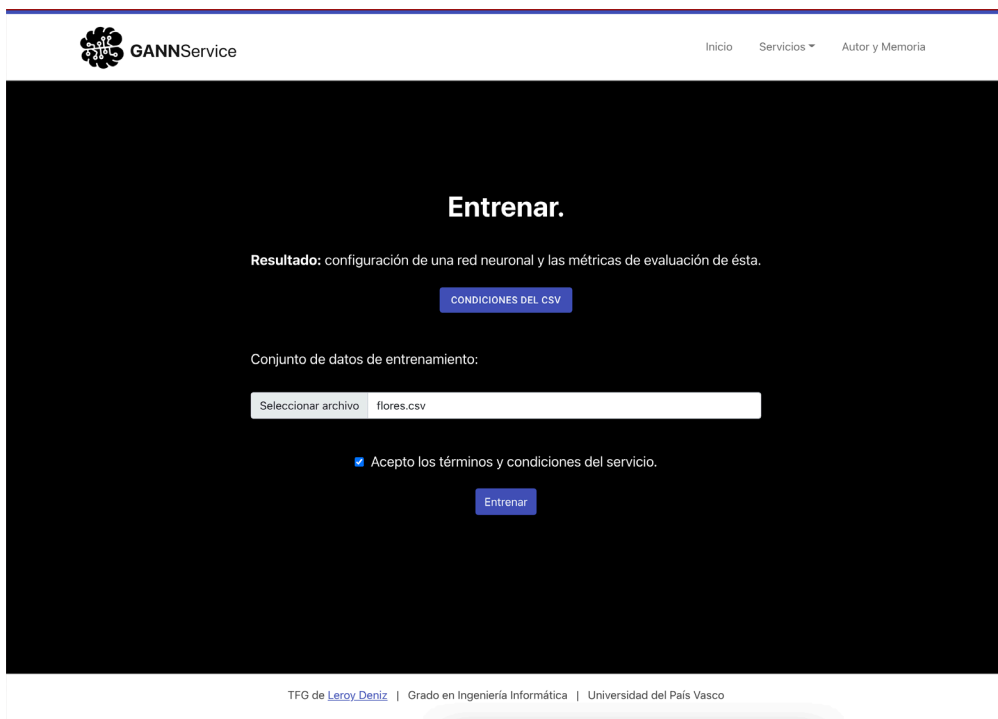 GANNService
Inicio Servicios Autor y Memoria
Entrenar.
Resultado: configuración de una red neuronal y las métricas de evaluación de ésta.
CONDICIONES DEL CSV
Conjunto de datos de entrenamiento:
Seleccionar archivo flores.csv
Acepto los términos y condiciones del servicio.
Entrenar
TFG de Leroy Deniz | Grado en Ingeniería Informática | Universidad del País Vasco